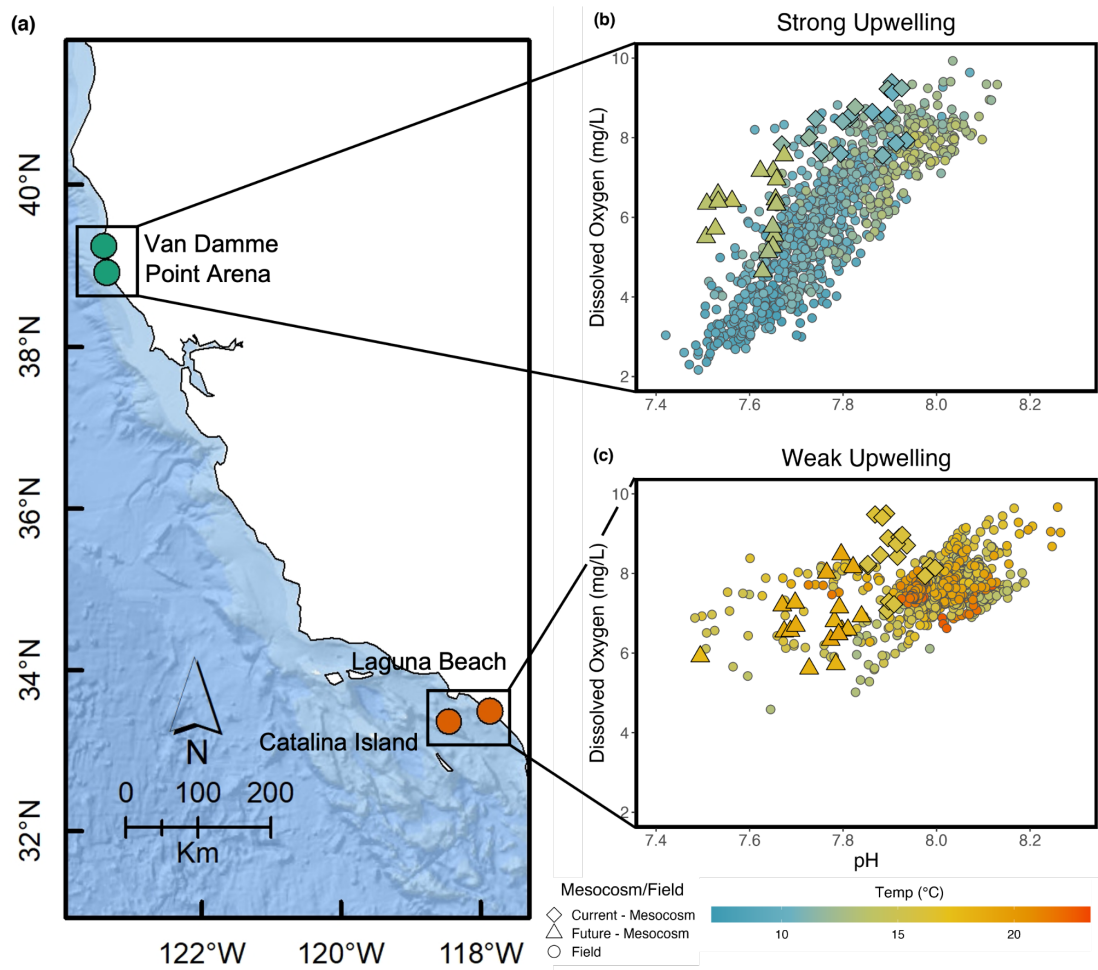 (a)
40°N
38°N
36°N
34°N
32°N
Van Damme
Point Arena
Laguna Beach
Catalina Island
N
0 100 200
Km
122°W 120°W 118°W
(b)
Strong Upwelling
Dissolved Oxygen (mg/L)
10
8
6
4
2
7.4 7.6 7.8 8.0 8.2
(c)
Weak Upwelling
Dissolved Oxygen (mg/L)
10
8
6
4
2
7.4 7.6 7.8 8.0 8.2
pH
Mesocosm/Field
Current - Mesocosm
Future - Mesocosm
Field
Temp (°C)
10 15 20